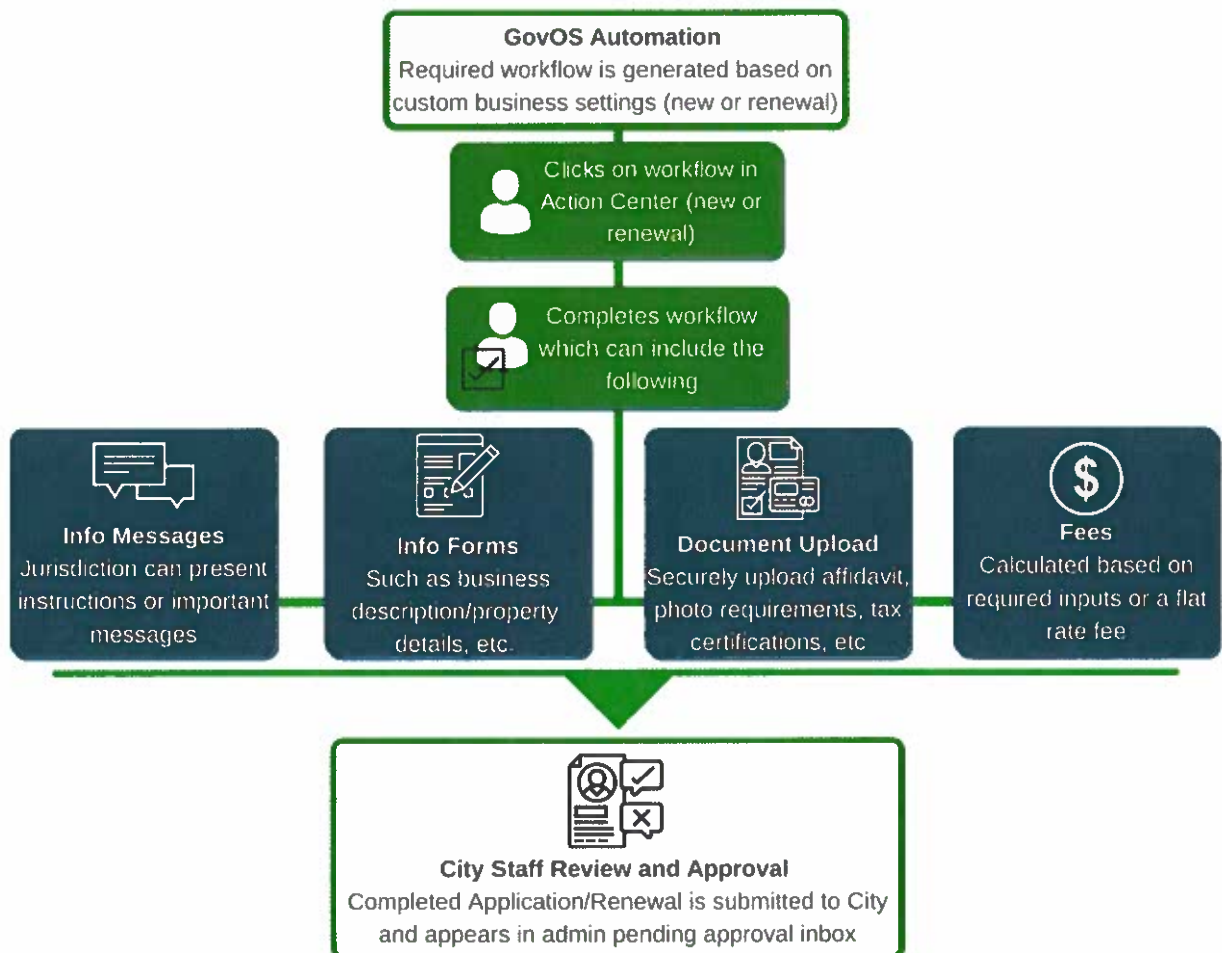 GovOS Automation
Required workflow is generated based on
custom business settings (new or renewal)
Clicks on workflow in
Action Center (new or
renewal)
Completes workflow
which can include the
following
Info Messages
Jurisdiction can present
instructions or important
messages
Info Forms
Such as business
description/property
details, etc.
Document Upload
Securely upload affidavit,
photo requirements, tax
certifications, etc
$
Fees
Calculated based on
required inputs or a flat
rate fee
City Staff Review and Approval
Completed Application/Renewal is submitted to City
and appears in admin pending approval inbox